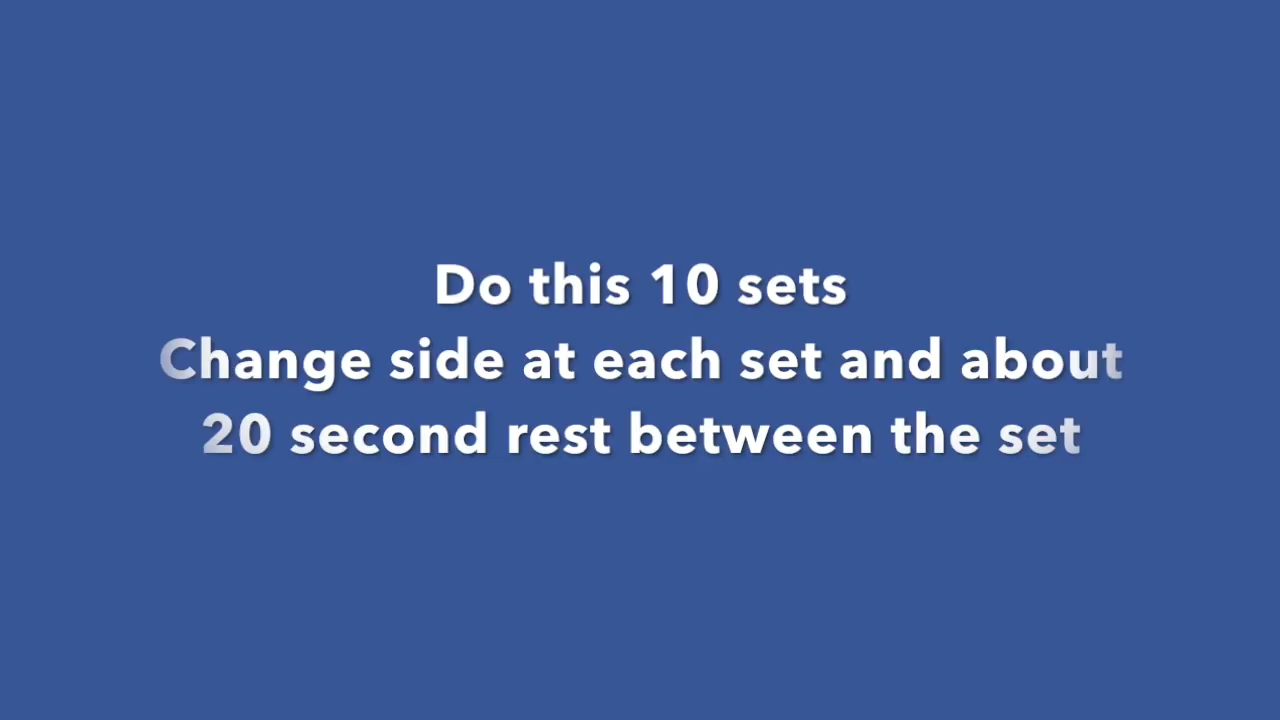 Do this 10 sets
Change side at each set and about
20 second rest between the set